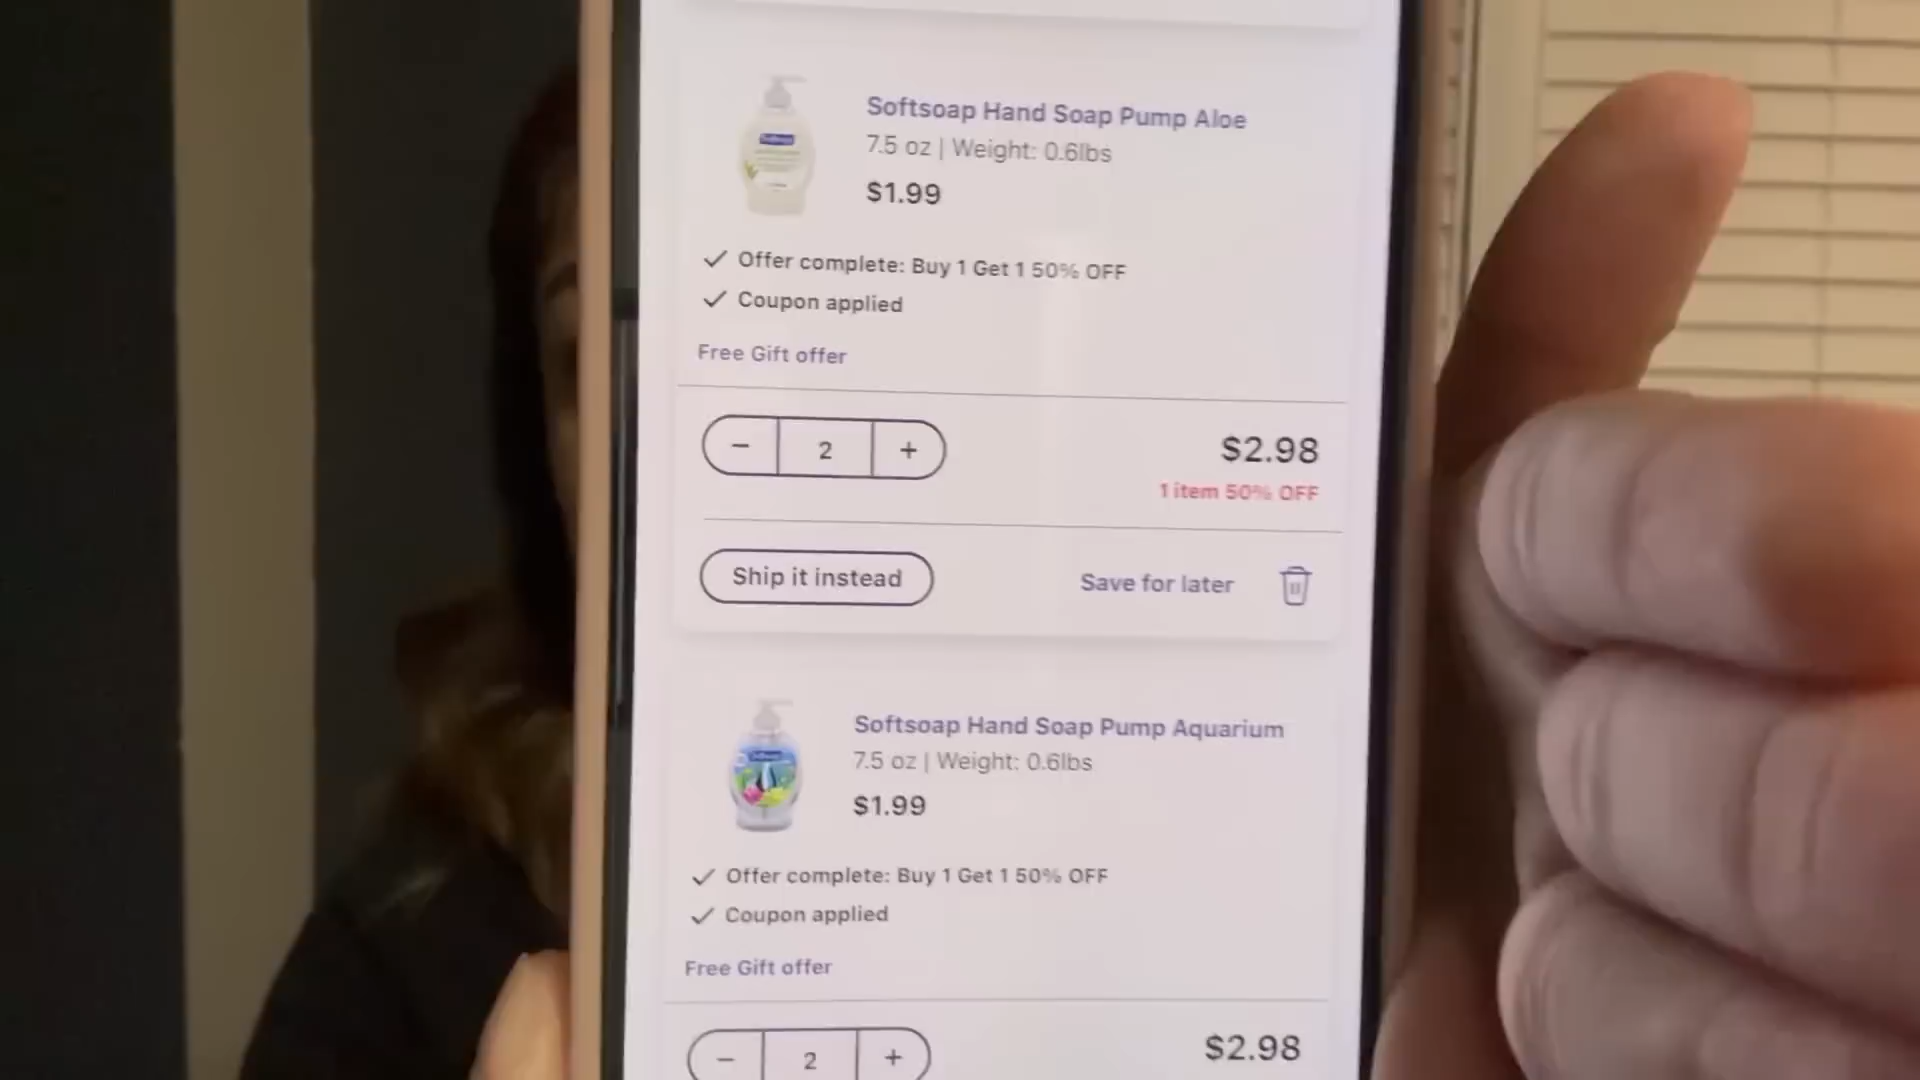 Softsoap Hand Soap Pump Aloe
7.5 oz | Weight: 0.6lbs
$1.99
Offer complete: Buy 1 Get 1 50% OFF
Coupon applied
Free Gift offer
− 2 +
$2.98
1 item 50% OFF
Ship it instead
Save for later
Softsoap Hand Soap Pump Aquarium
7.5 oz | Weight: 0.6lbs
$1.99
Offer complete: Buy 1 Get 1 50% OFF
Coupon applied
Free Gift offer
− 2 +
$2.98